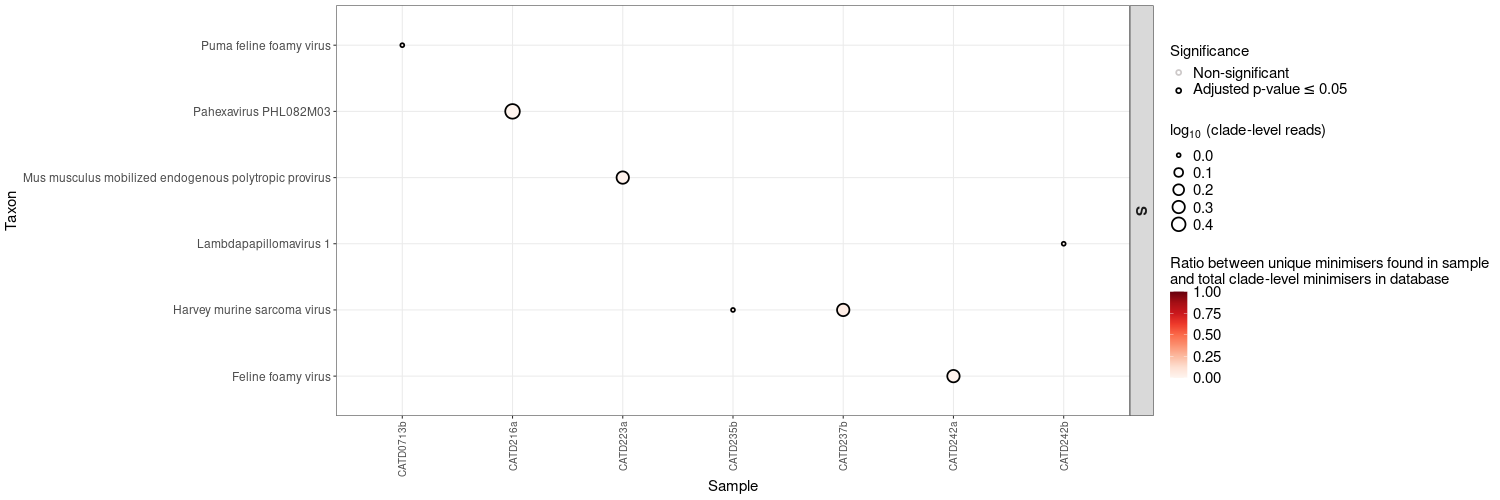 Puma feline foamy virus
Pahexavirus PHL082M03
Mus musculus mobilized endogenous polytropic provirus
Lambdapapillomavirus 1
Harvey murine sarcoma virus
Feline foamy virus
Taxon
CATD0713b
CATD216a
CATD223a
CATD235b
CATD237b
CATD242a
CATD242b
Sample
S
Significance
Non-significant
Adjusted p-value ≤ 0.05
log₁₀ (clade-level reads)
0.0
0.1
0.2
0.3
0.4
Ratio between unique minimisers found in sample
and total clade-level minimisers in database
1.00
0.75
0.50
0.25
0.00